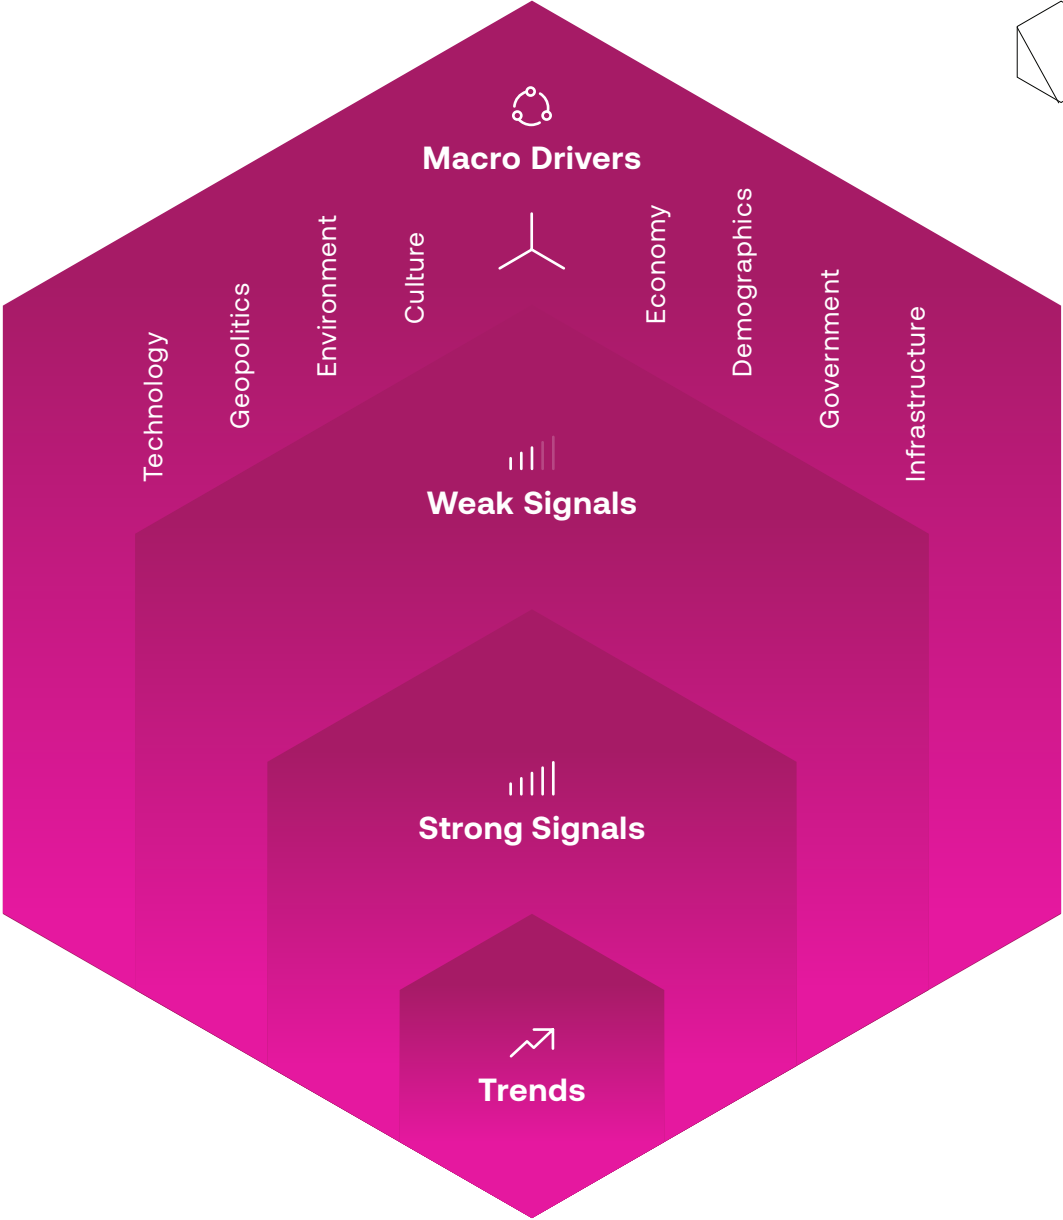 Macro Drivers
Technology
Geopolitics
Environment
Culture
Economy
Demographics
Government
Infrastructure
Weak Signals
Strong Signals
Trends